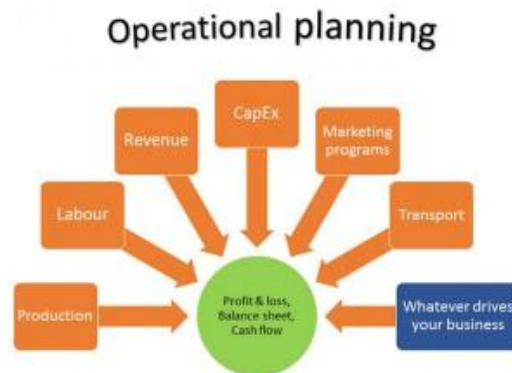 Operational planning
CapEx
Revenue
Marketing
programs
Labour
Transport
Production
Profit & loss,
Balance sheet,
Cash flow
Whatever drives
your business